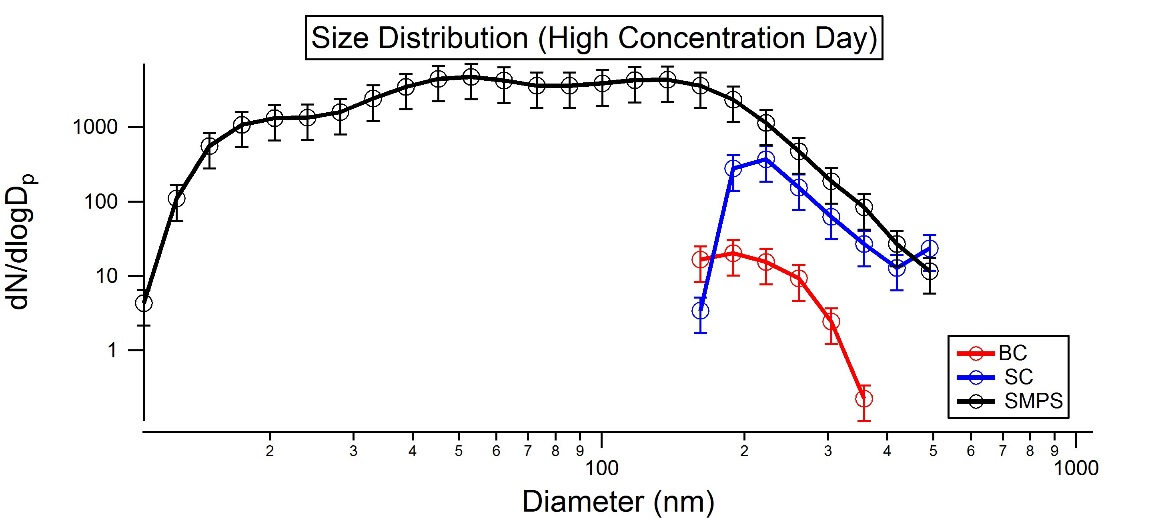 Size Distribution (High Concentration Day)
dN/dlogDp
1000
100
10
1
2 3 4 5 6 7 8 9 100 2 3 4 5 6 7 8 9 1000
Diameter (nm)
BC
SC
SMPS